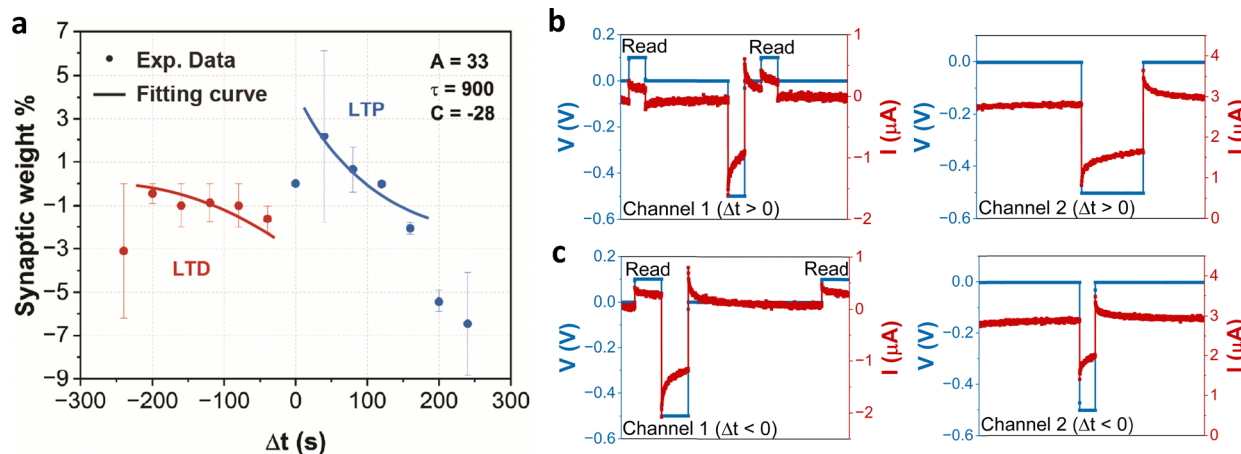 a
Synaptic weight %
7
5
3
1
−1
−3
−5
−7
−9
Exp. Data
Fitting curve
A = 33
τ = 900
C = -28
LTP
LTD
−300 −200 −100 0 100 200 300
Δt (s)
b
V (V)
0.2
0.0
−0.2
−0.4
−0.6
Read
Read
Channel 1 (Δt > 0)
1
0
−1
−2
I (μA)
V (V)
−0.0
−0.2
−0.4
−0.6
Channel 2 (Δt > 0)
4
3
2
1
0
I (μA)
c
V (V)
0.2
0.0
−0.2
−0.4
−0.6
Read
Read
Channel 1 (Δt < 0)
1
0
−1
−2
I (μA)
V (V)
−0.0
−0.2
−0.4
−0.6
Channel 2 (Δt < 0)
4
3
2
1
0
I (μA)